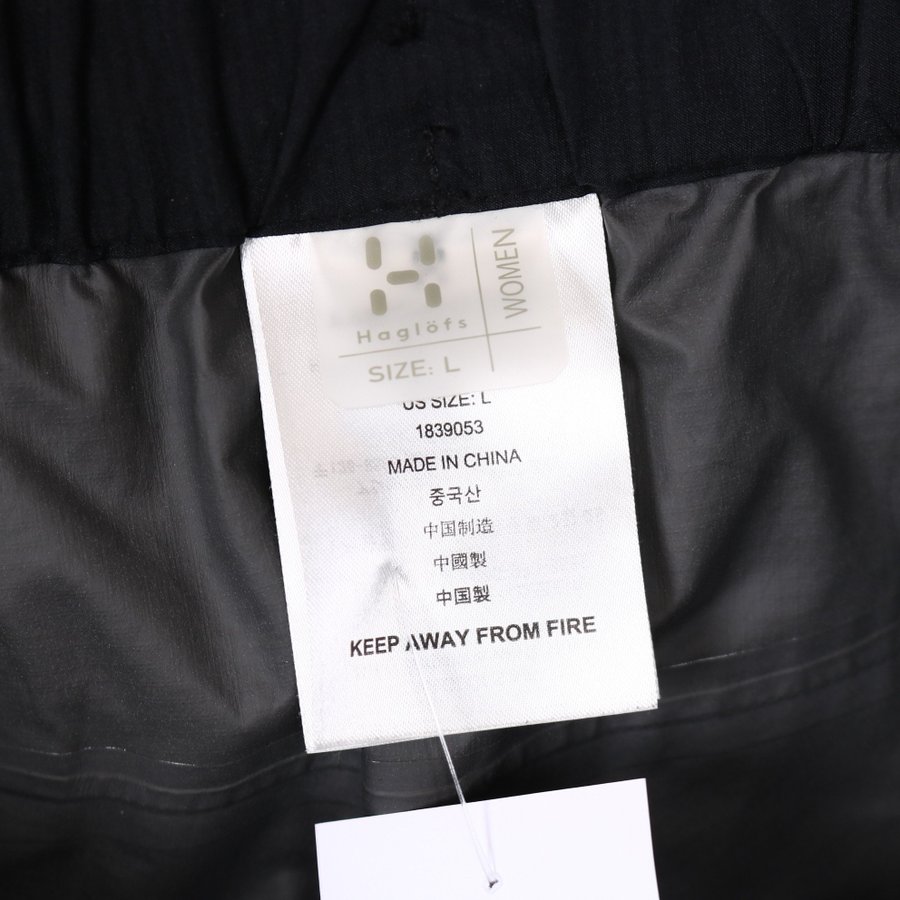 Haglöfs
WOMEN
SIZE: L
US SIZE: L
1839053
MADE IN CHINA
중국산
中国制造
中國製
中国製
KEEP AWAY FROM FIRE